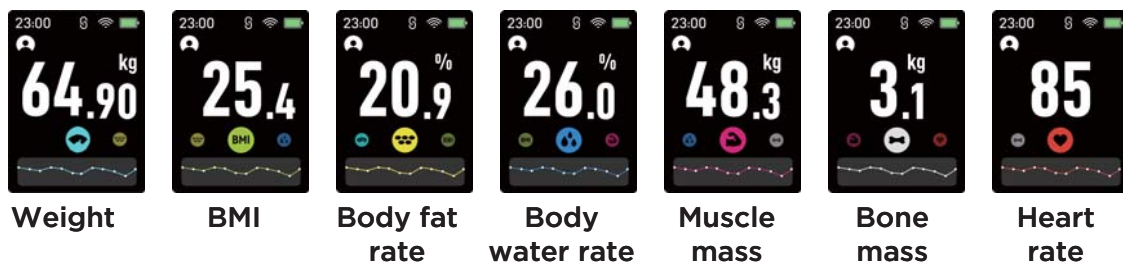 23:00
kg
64.90
Weight
23:00
25.4
BMI
BMI
23:00
%
20.9
Body fat
rate
23:00
%
26.0
Body
water rate
23:00
kg
48.3
Muscle
mass
23:00
kg
3.1
Bone
mass
23:00
85
Heart
rate